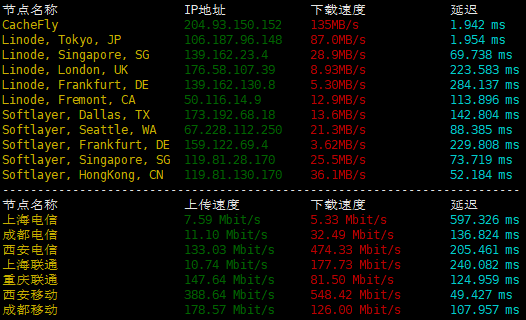 节点名称 IP地址 下载速度 延迟
CacheFly 204.93.150.152 135MB/s 1.942 ms
Linode, Tokyo, JP 106.187.96.148 87.0MB/s 1.954 ms
Linode, Singapore, SG 139.162.23.4 28.9MB/s 69.738 ms
Linode, London, UK 176.58.107.39 8.93MB/s 223.583 ms
Linode, Frankfurt, DE 139.162.130.8 5.30MB/s 284.137 ms
Linode, Fremont, CA 50.116.14.9 12.9MB/s 113.896 ms
Softlayer, Dallas, TX 173.192.68.18 13.6MB/s 142.804 ms
Softlayer, Seattle, WA 67.228.112.250 21.3MB/s 88.385 ms
Softlayer, Frankfurt, DE 159.122.69.4 3.62MB/s 229.808 ms
Softlayer, Singapore, SG 119.81.28.170 25.5MB/s 73.719 ms
Softlayer, HongKong, CN 119.81.130.170 36.1MB/s 52.184 ms
----------------------------------------------------------------------
节点名称 上传速度 下载速度 延迟
上海电信 7.59 Mbit/s 5.33 Mbit/s 597.326 ms
成都电信 11.10 Mbit/s 32.49 Mbit/s 136.824 ms
西安电信 133.03 Mbit/s 474.33 Mbit/s 205.461 ms
上海联通 10.74 Mbit/s 177.73 Mbit/s 240.082 ms
重庆联通 147.64 Mbit/s 81.50 Mbit/s 124.959 ms
西安移动 388.64 Mbit/s 548.42 Mbit/s 49.427 ms
成都移动 178.57 Mbit/s 126.00 Mbit/s 107.957 ms